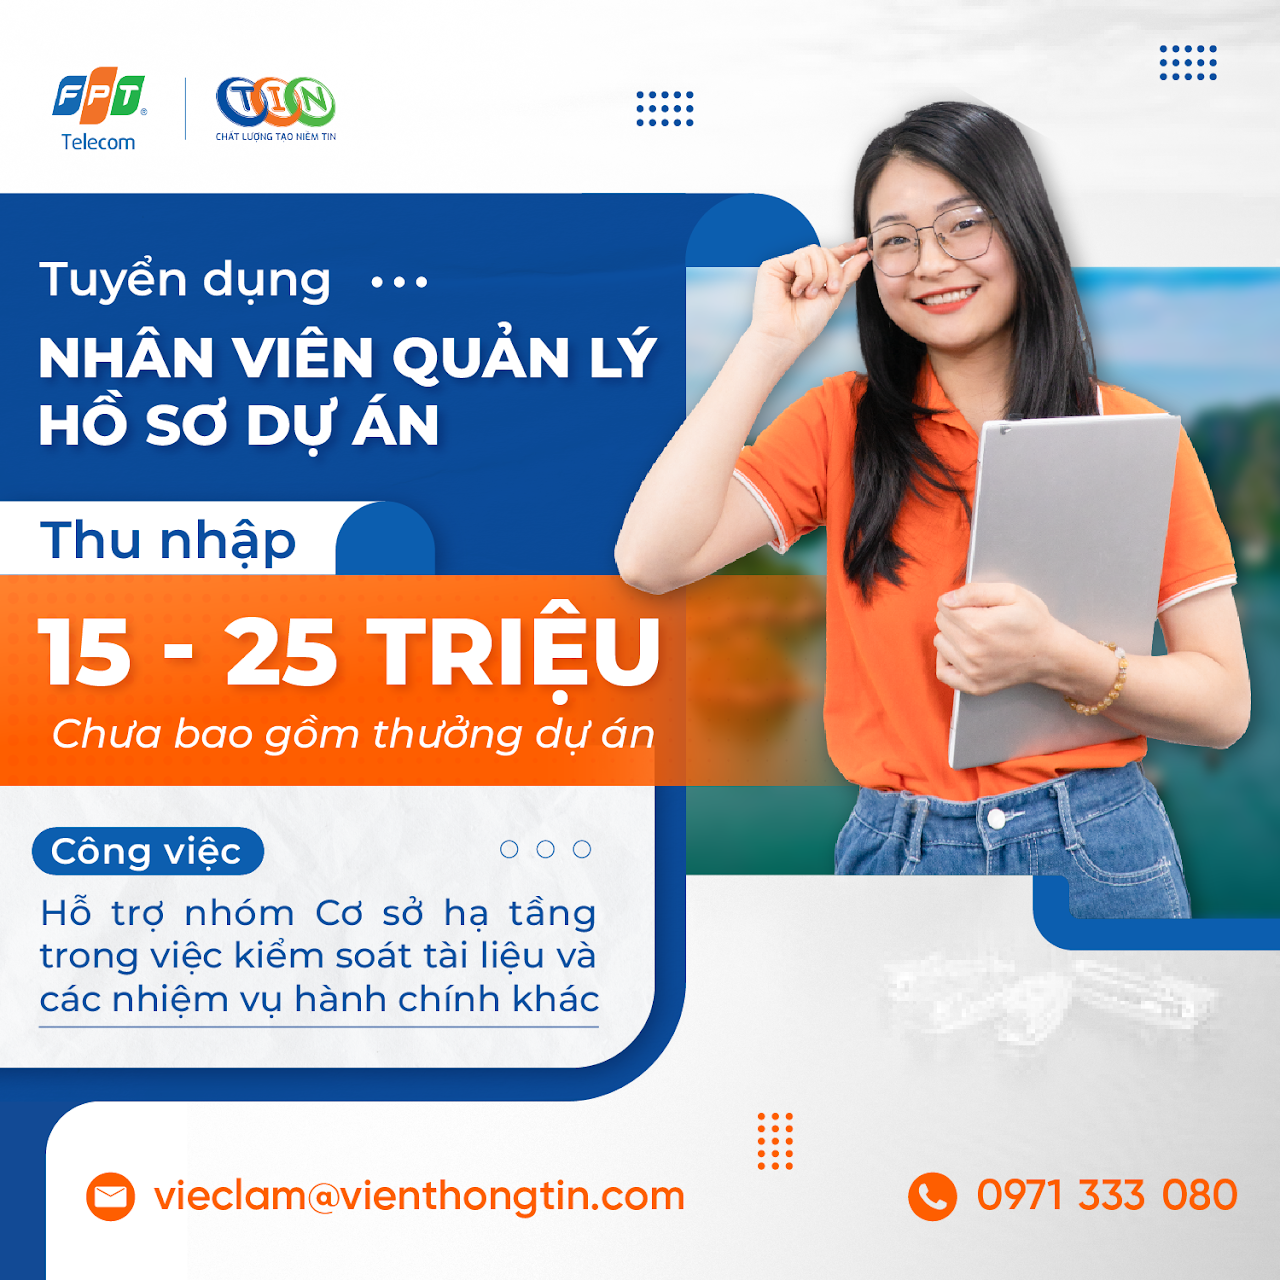 FPT
Telecom
TIN
CHẤT LƯỢNG TẠO NIỀM TIN
Tuyển dụng
NHÂN VIÊN QUẢN LÝ
HỒ SƠ DỰ ÁN
Thu nhập
15 - 25 TRIỆU
Chưa bao gồm thưởng dự án
Công việc
Hỗ trợ nhóm Cơ sở hạ tầng
trong việc kiểm soát tài liệu và
các nhiệm vụ hành chính khác
vieclam@vienthongtin.com
0971 333 080